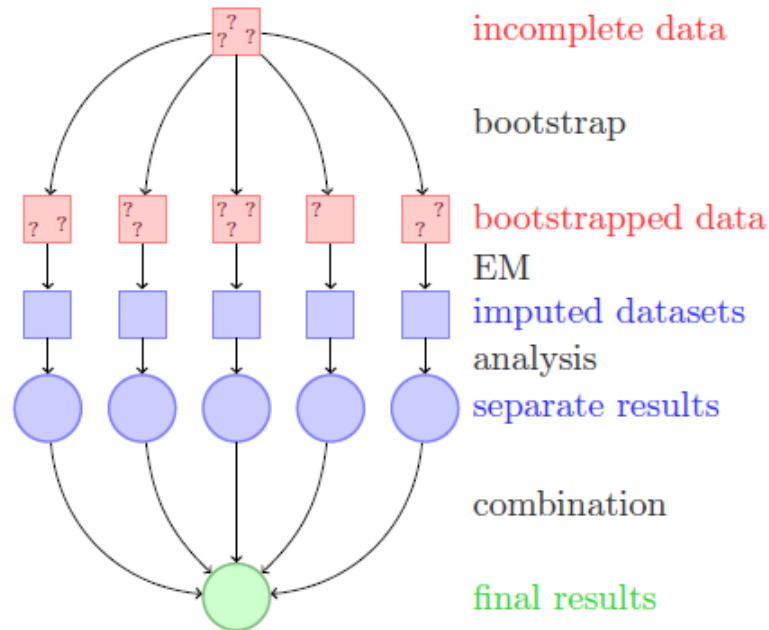 ? ? ?
incomplete data
bootstrap
? ? ? ? ? ? ? ? ? ?
bootstrapped data
EM
imputed datasets
analysis
separate results
combination
final results